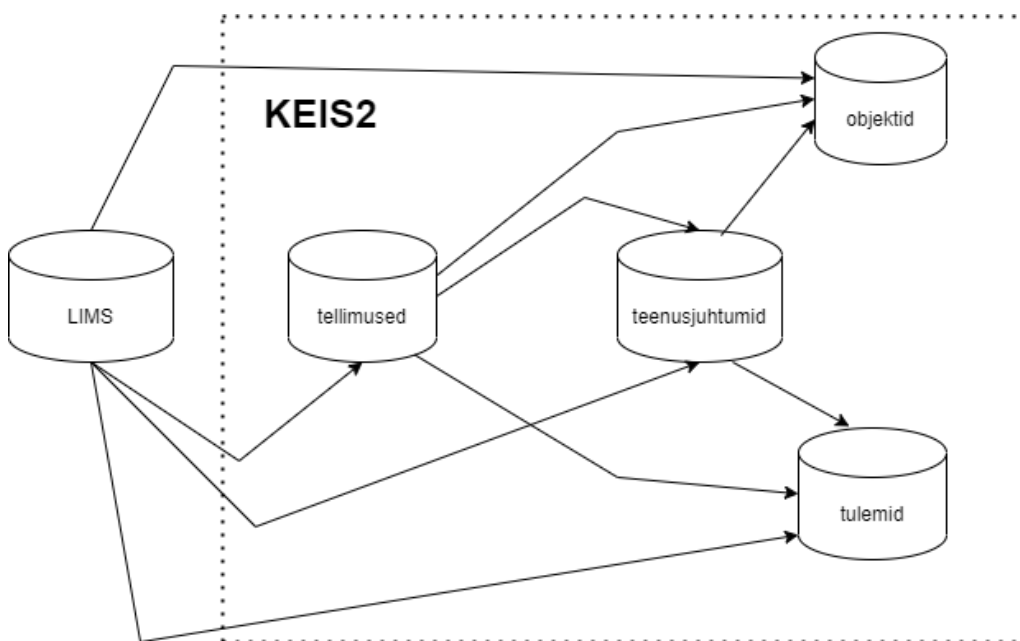 KEIS2
objektid
LIMS
tellimused
teenusjuhtumid
tulemid